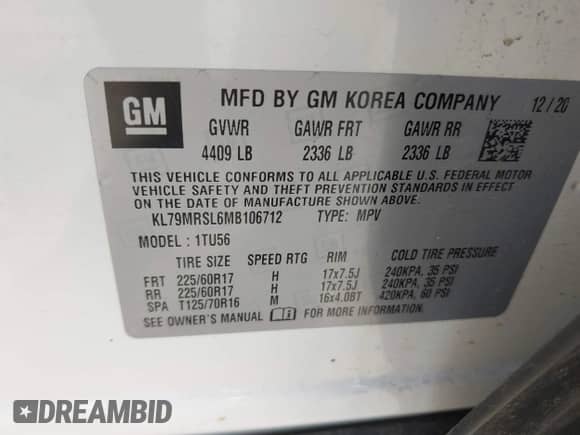 GM
MFD BY GM KOREA COMPANY 12/20
GVWR GAWR FRT GAWR RR
4409 LB 2336 LB 2336 LB
THIS VEHICLE CONFORMS TO ALL APPLICABLE U.S. FEDERAL MOTOR
VEHICLE SAFETY AND THEFT PREVENTION STANDARDS IN EFFECT
ON THE DATE OF MANUFACTURE SHOWN ABOVE.
KL79MRSL6MB106712 TYPE: MPV
MODEL: 1TU56
TIRE SIZE SPEED RTG RIM COLD TIRE PRESSURE
FRT 225/60R17 H 17x7.5J 240KPA, 35 PSI
RR 225/60R17 H 17x7.5J 240KPA, 35 PSI
SPA T125/70R16 M 16x4.0BT 420KPA, 60 PSI
SEE OWNER'S MANUAL FOR MORE INFORMATION.
DREAMBID